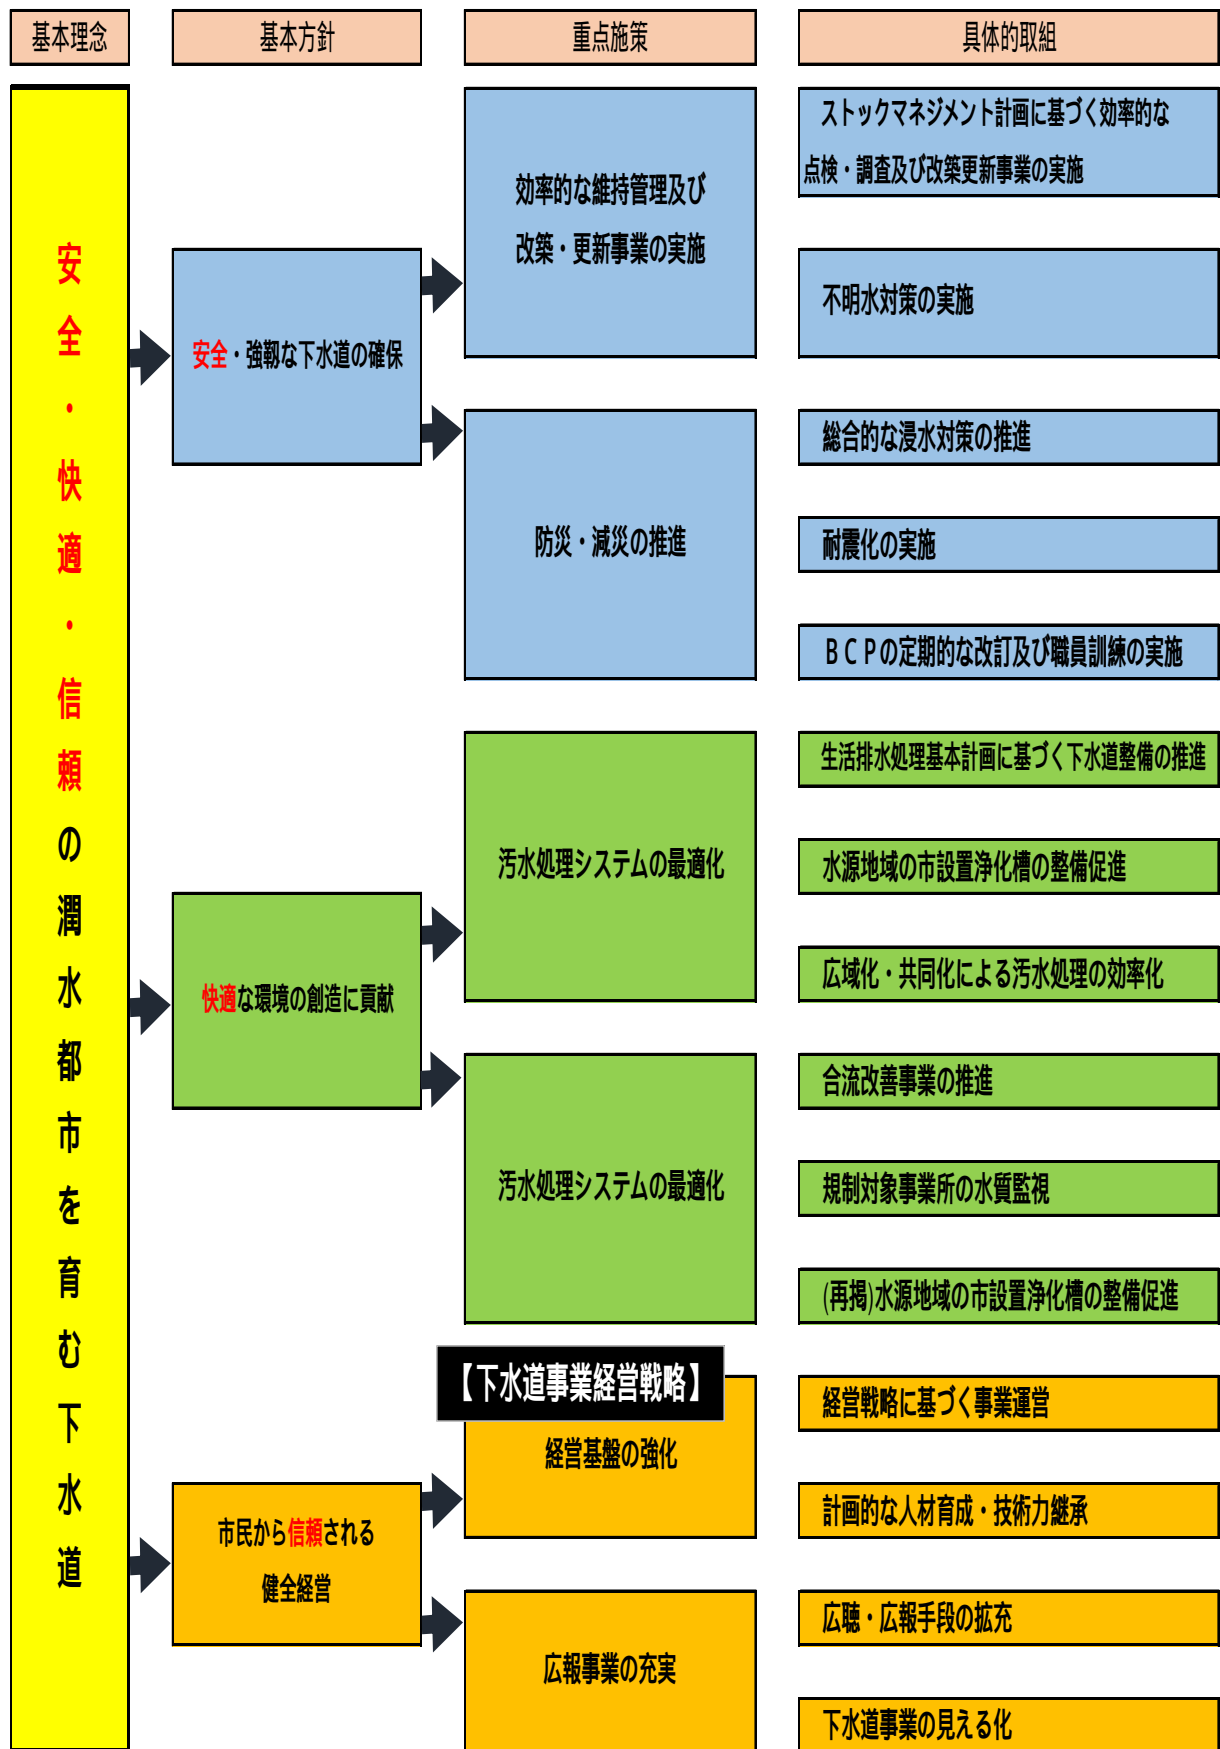 基本理念
基本方針
重点施策
具体的取組
安全・快適・信頼の潤水都市を育む下水道
安全・強靱な下水道の確保
効率的な維持管理及び
改築・更新事業の実施
ストックマネジメント計画に基づく効率的な
点検・調査及び改築更新事業の実施
不明水対策の実施
防災・減災の推進
総合的な浸水対策の推進
耐震化の実施
ＢＣＰの定期的な改訂及び職員訓練の実施
快適な環境の創造に貢献
汚水処理システムの最適化
生活排水処理基本計画に基づく下水道整備の推進
水源地域の市設置浄化槽の整備促進
広域化・共同化による汚水処理の効率化
汚水処理システムの最適化
合流改善事業の推進
規制対象事業所の水質監視
(再掲)水源地域の市設置浄化槽の整備促進
市民から信頼される
健全経営
【下水道事業経営戦略】
経営基盤の強化
経営戦略に基づく事業運営
計画的な人材育成・技術力継承
広報事業の充実
広聴・広報手段の拡充
下水道事業の見える化